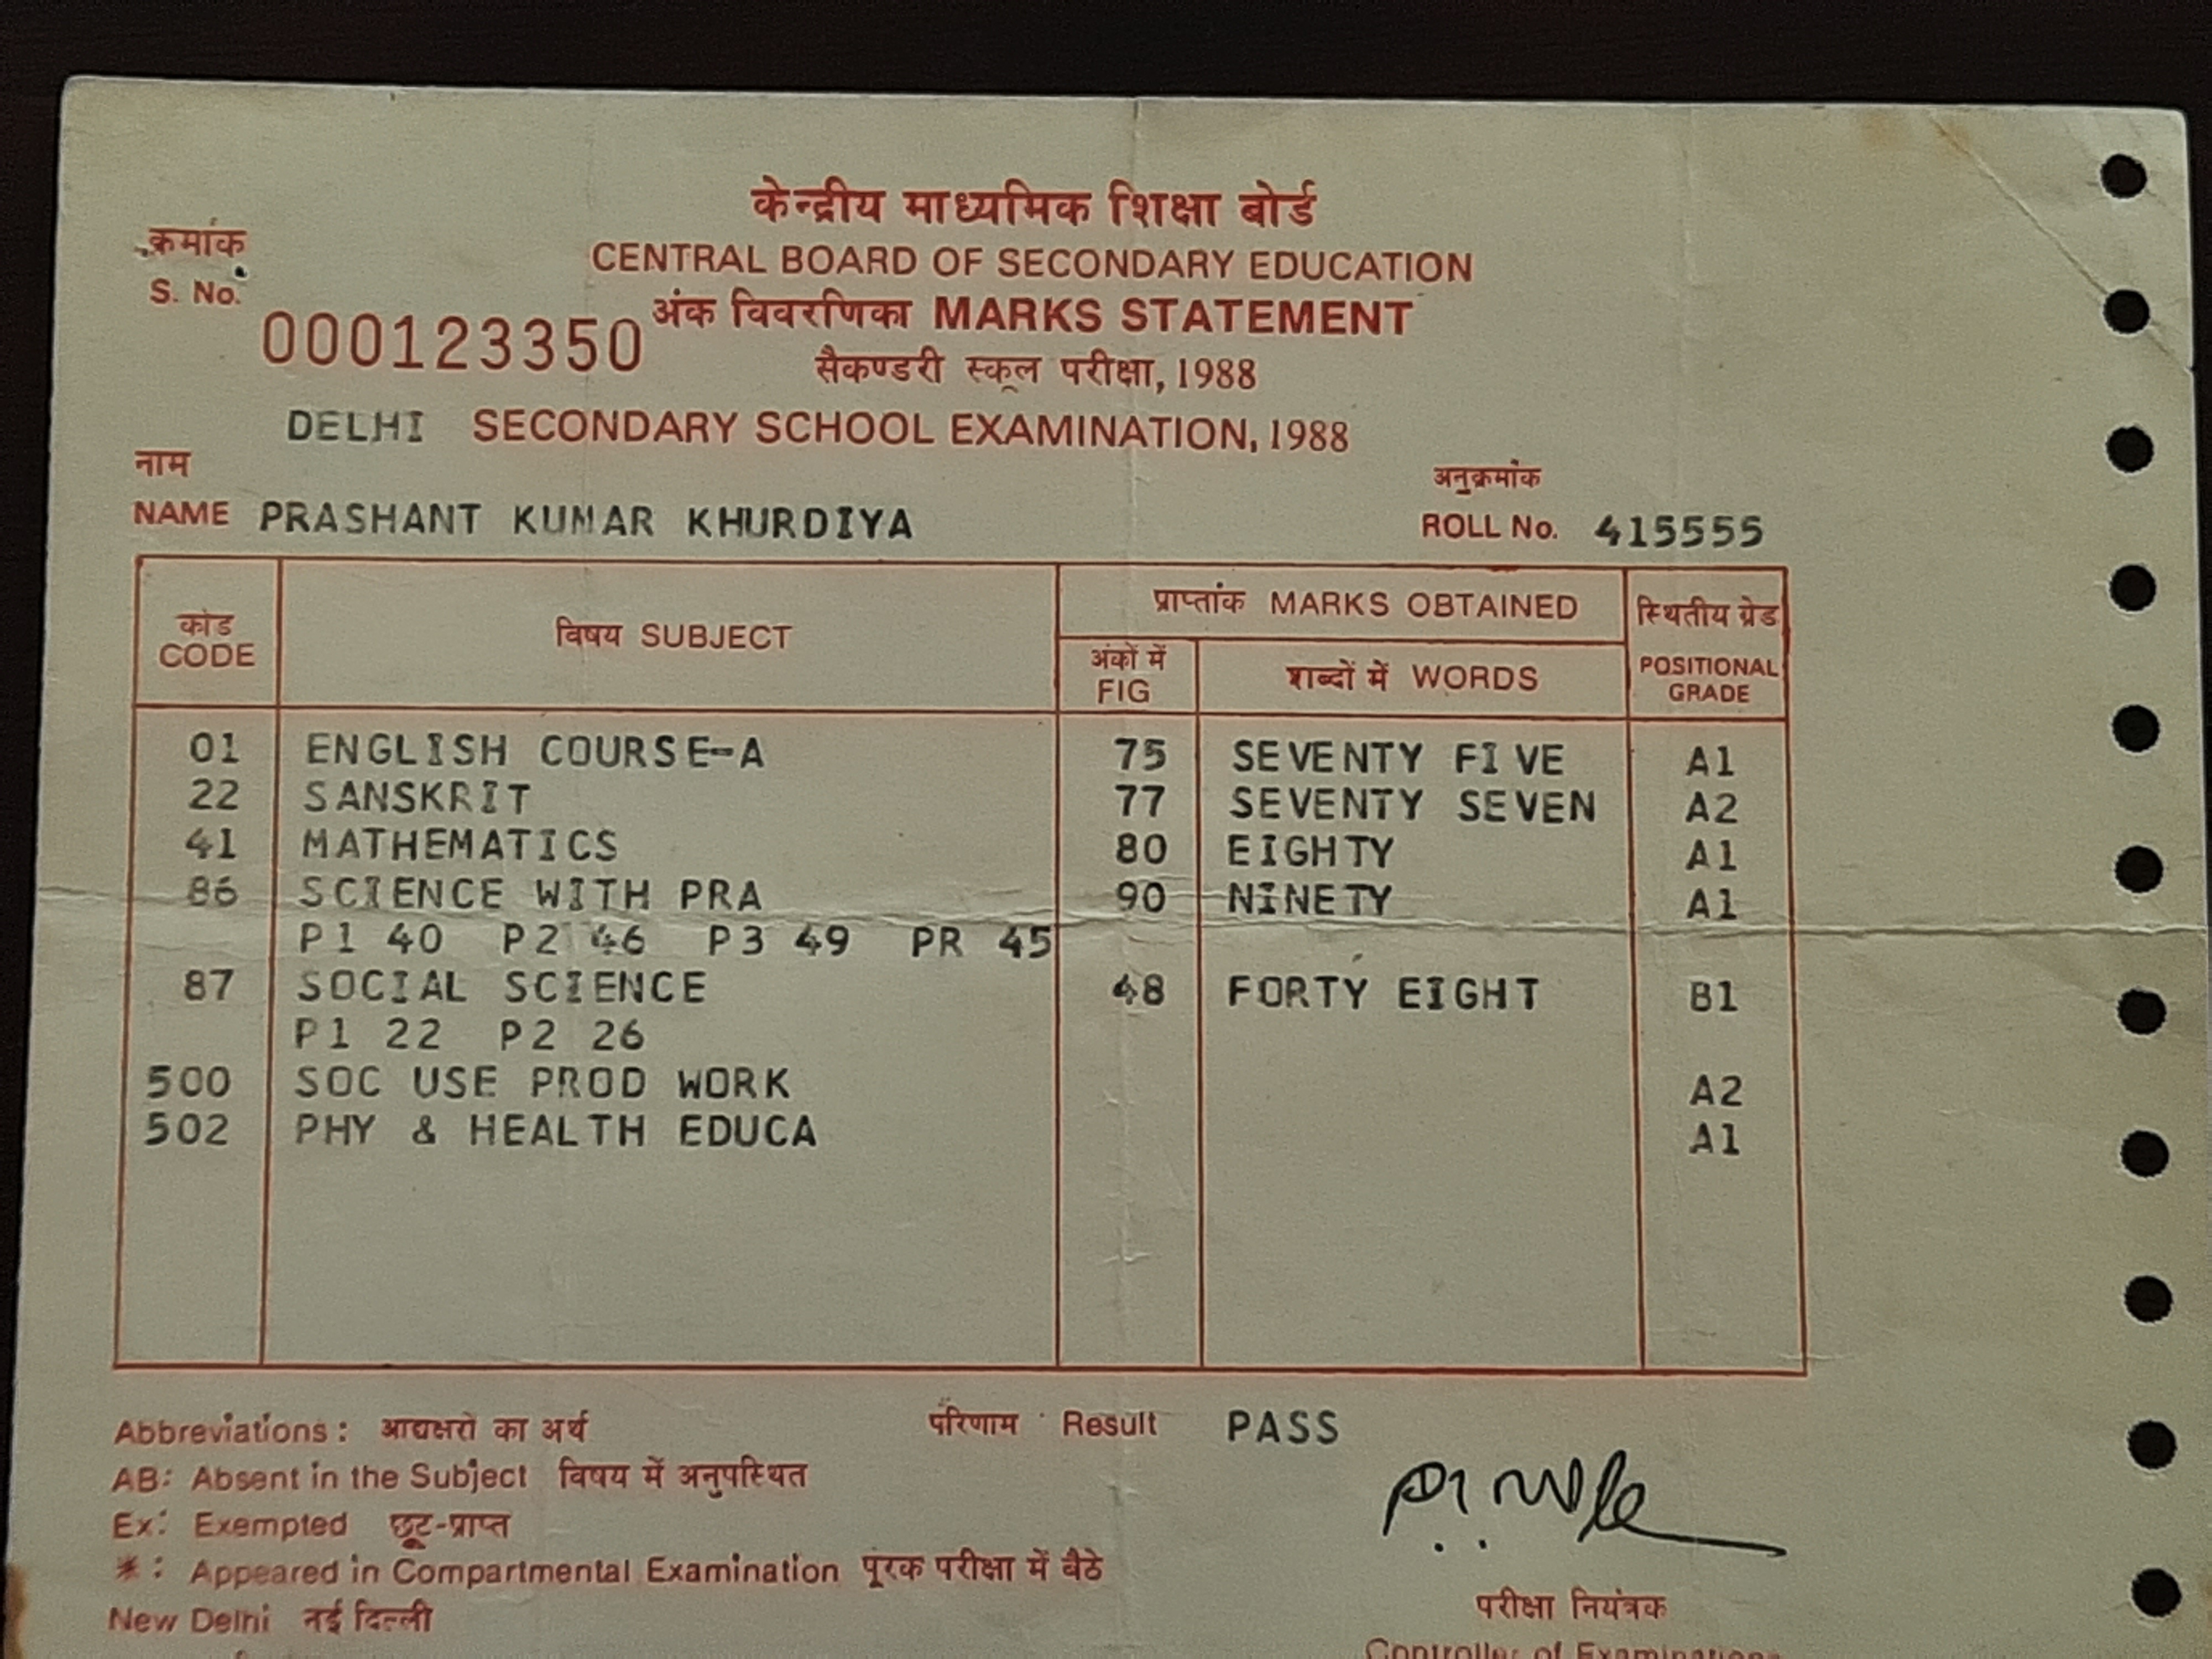 केन्द्रीय माध्यमिक शिक्षा बोर्ड
क्रमांक
CENTRAL BOARD OF SECONDARY EDUCATION
S. No.
000123350
अंक विवरणिका MARKS STATEMENT
सैकण्डरी स्कूल परीक्षा, 1988
DELHI SECONDARY SCHOOL EXAMINATION, 1988
नाम
अनुक्रमांक
NAME PRASHANT KUMAR KHURDIYA
ROLL No. 415555
कोड
CODE
विषय SUBJECT
प्राप्तांक MARKS OBTAINED
अंकों में
FIG
शब्दों में WORDS
स्थितीय ग्रेड
POSITIONAL
GRADE
01 ENGLISH COURSE-A 75 SEVENTY FIVE A1
22 SANSKRIT 77 SEVENTY SEVEN A2
41 MATHEMATICS 80 EIGHTY A1
86 SCIENCE WITH PRA 90 NINETY A1
P1 40 P2 46 P3 49 PR 45
87 SOCIAL SCIENCE 48 FORTY EIGHT B1
P1 22 P2 26
500 SOC USE PROD WORK A2
502 PHY & HEALTH EDUCA A1
Abbreviations : आद्यक्षरों का अर्थ
परिणाम Result PASS
AB: Absent in the Subject विषय में अनुपस्थित
Ex: Exempted छूट-प्राप्त
* : Appeared in Compartmental Examination पूरक परीक्षा में बैठे
New Delhi नई दिल्ली
परीक्षा नियंत्रक
Controller of Examinations